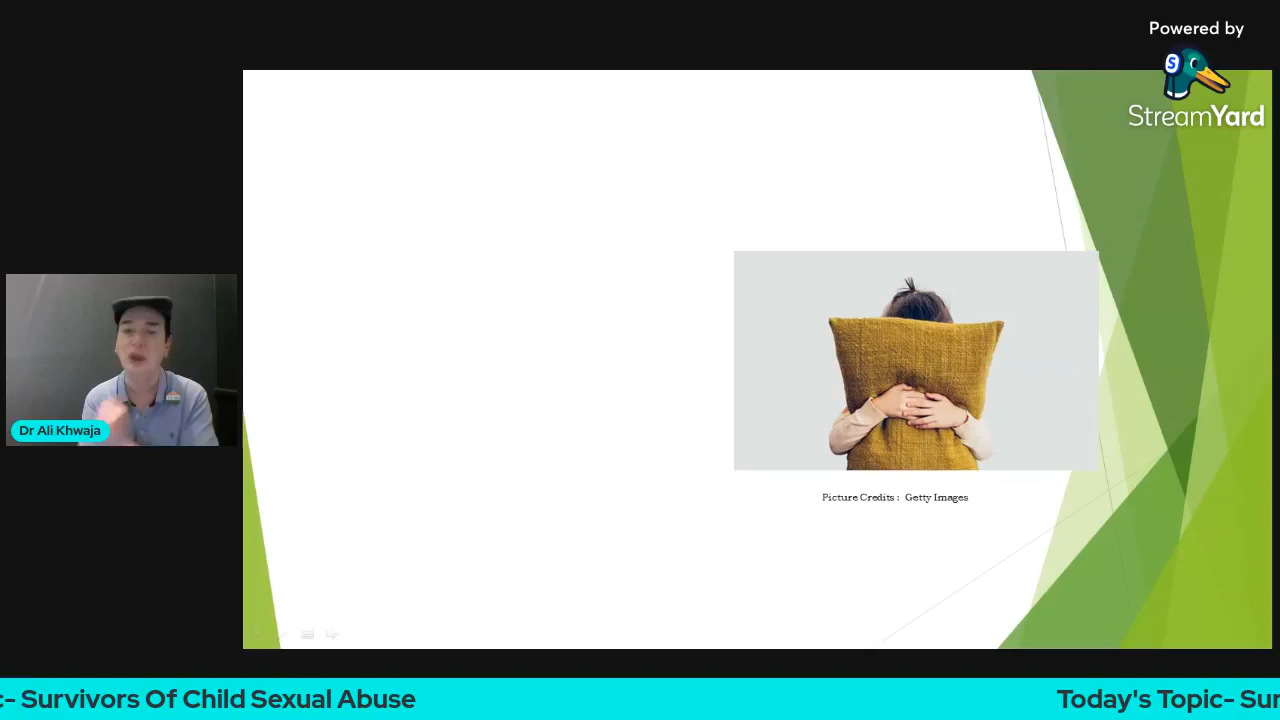 Powered by
StreamYard
Dr Ali Khwaja
Picture Credits : Getty Images
c- Survivors Of Child Sexual Abuse
Today's Topic- Sur